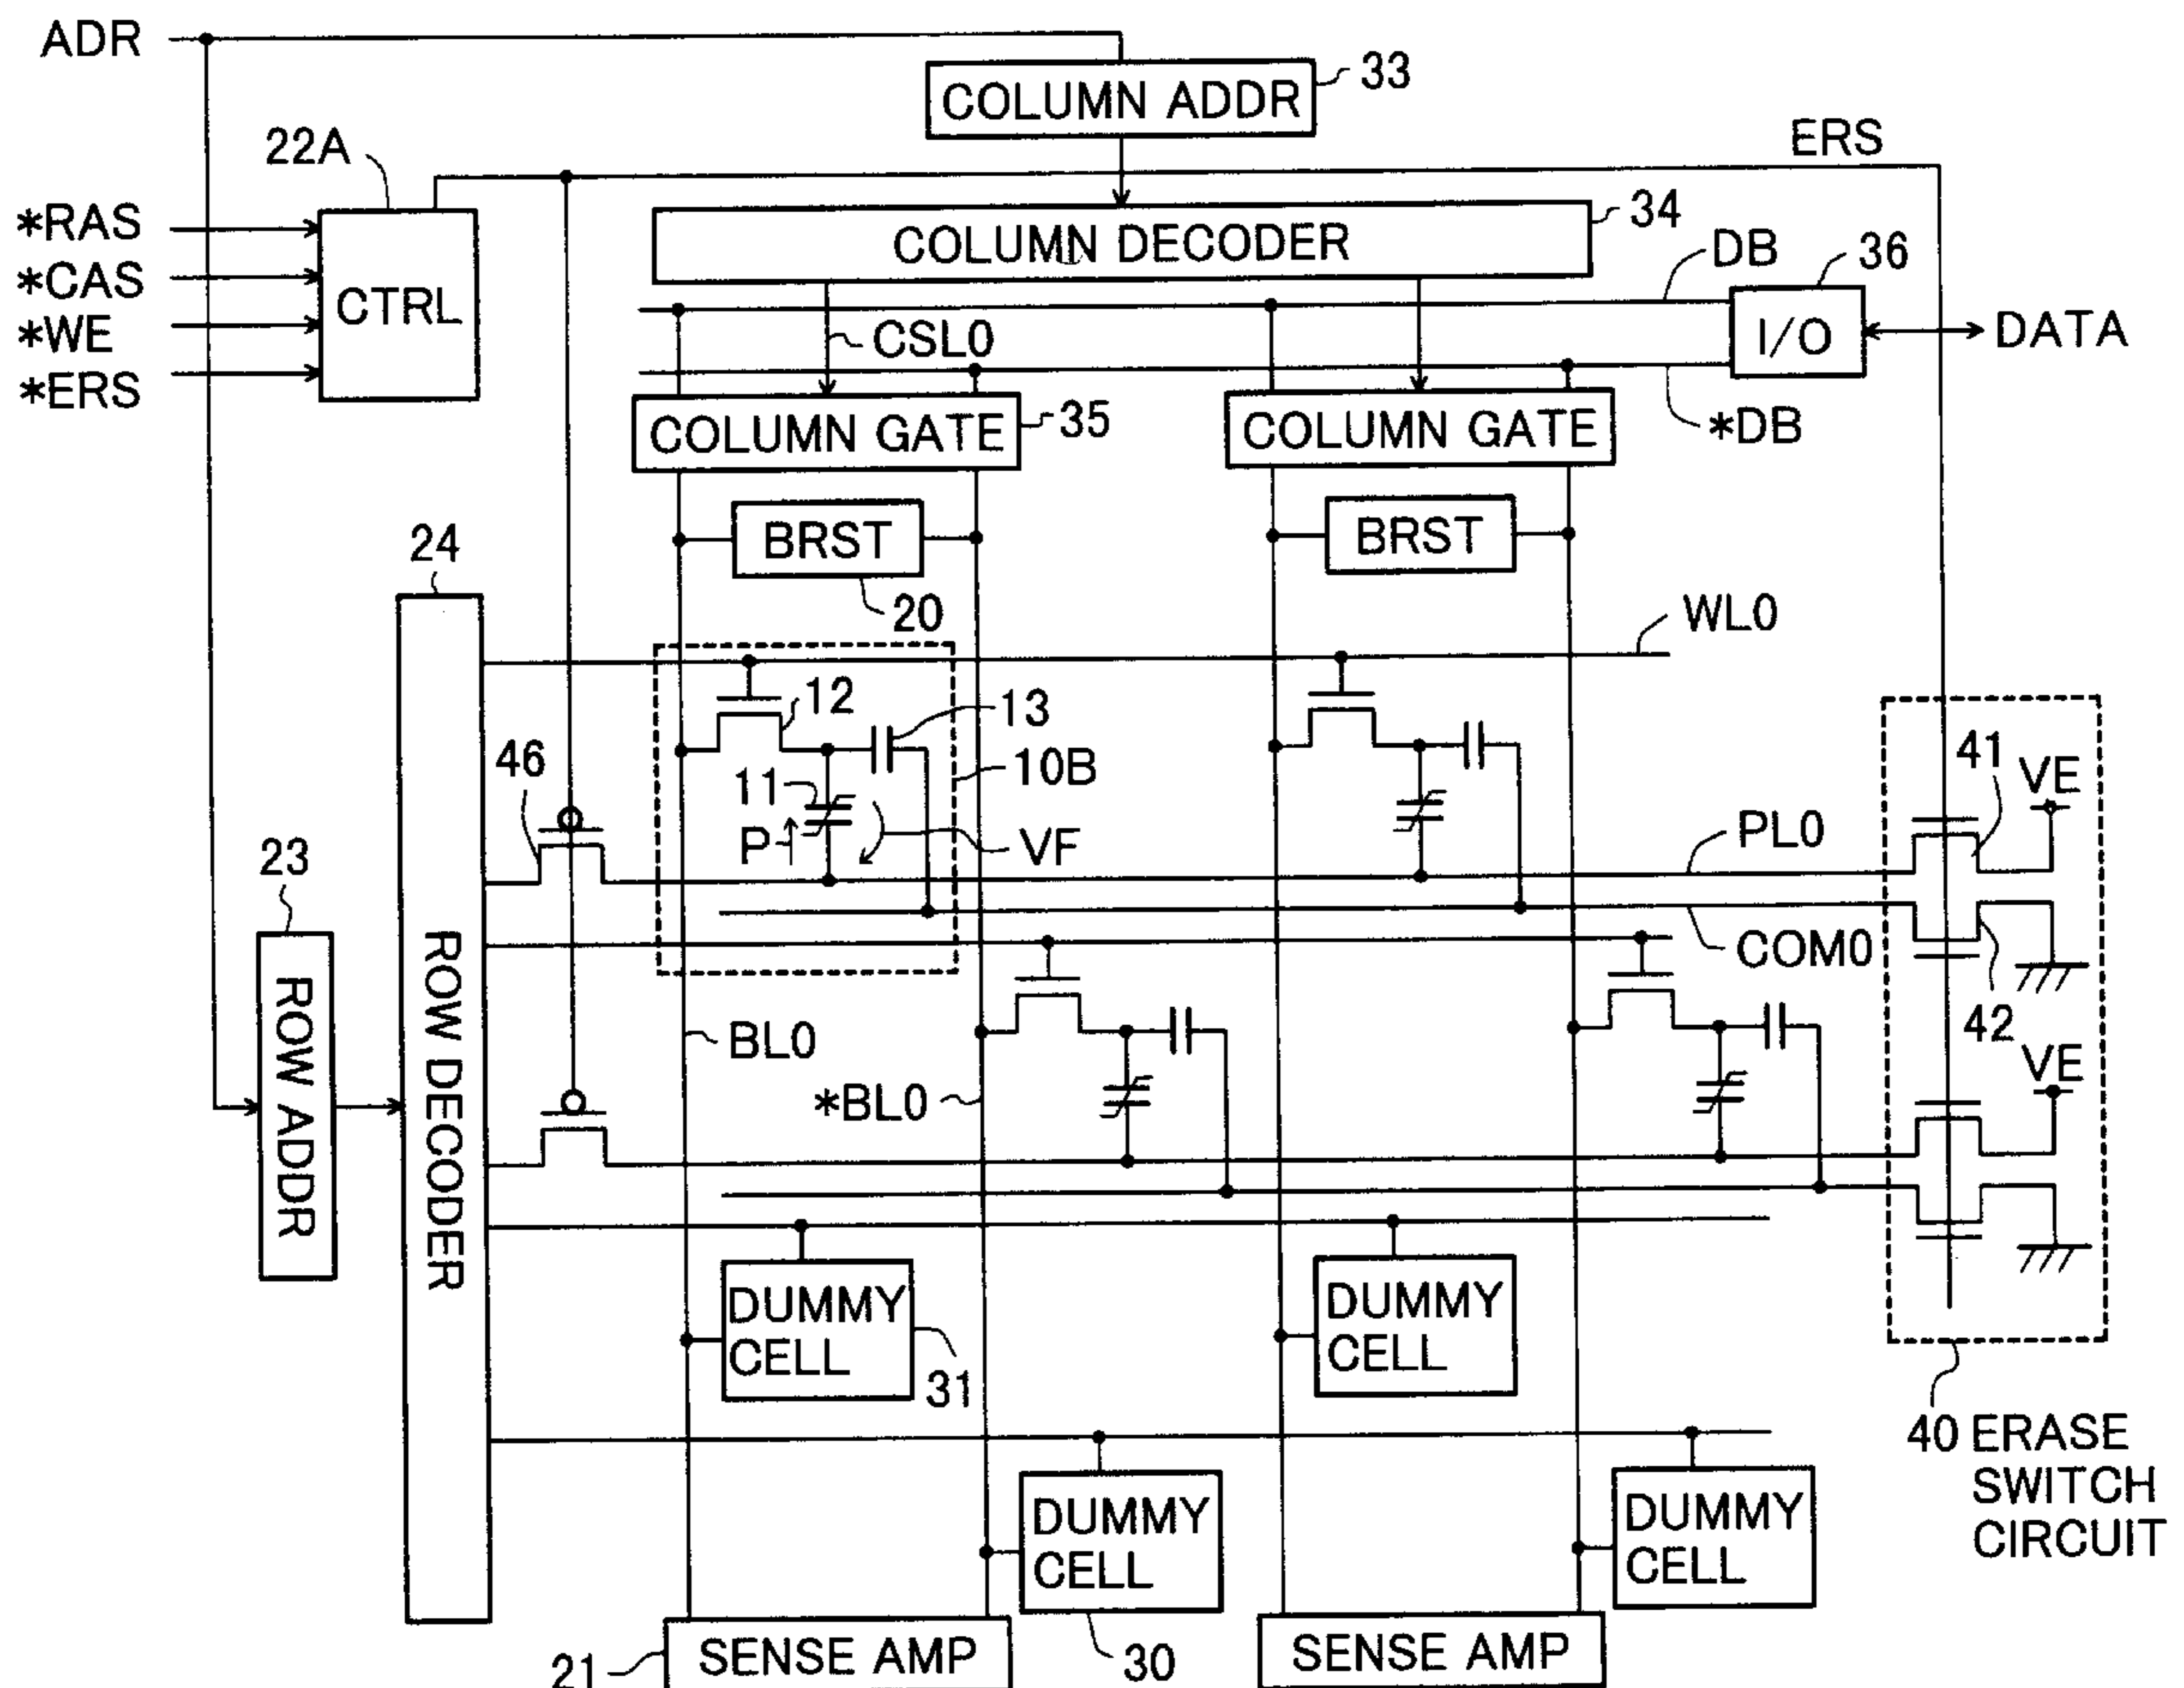 ADR
COLUMN ADDR
33
22A
ERS
*RAS
*CAS
*WE
*ERS
CTRL
COLUMN DECODER
34
DB
36
I/O
DATA
CSL0
COLUMN GATE
35
COLUMN GATE
*DB
24
BRST
20
BRST
WL0
12
13
10B
46
11
P
VF
41
VE
PL0
23
ROW ADDR
ROW DECODER
COM0
42
BL0
*BL0
VE
DUMMY
CELL
31
DUMMY
CELL
40 ERASE
SWITCH
CIRCUIT
DUMMY
CELL
30
DUMMY
CELL
21
SENSE AMP
SENSE AMP